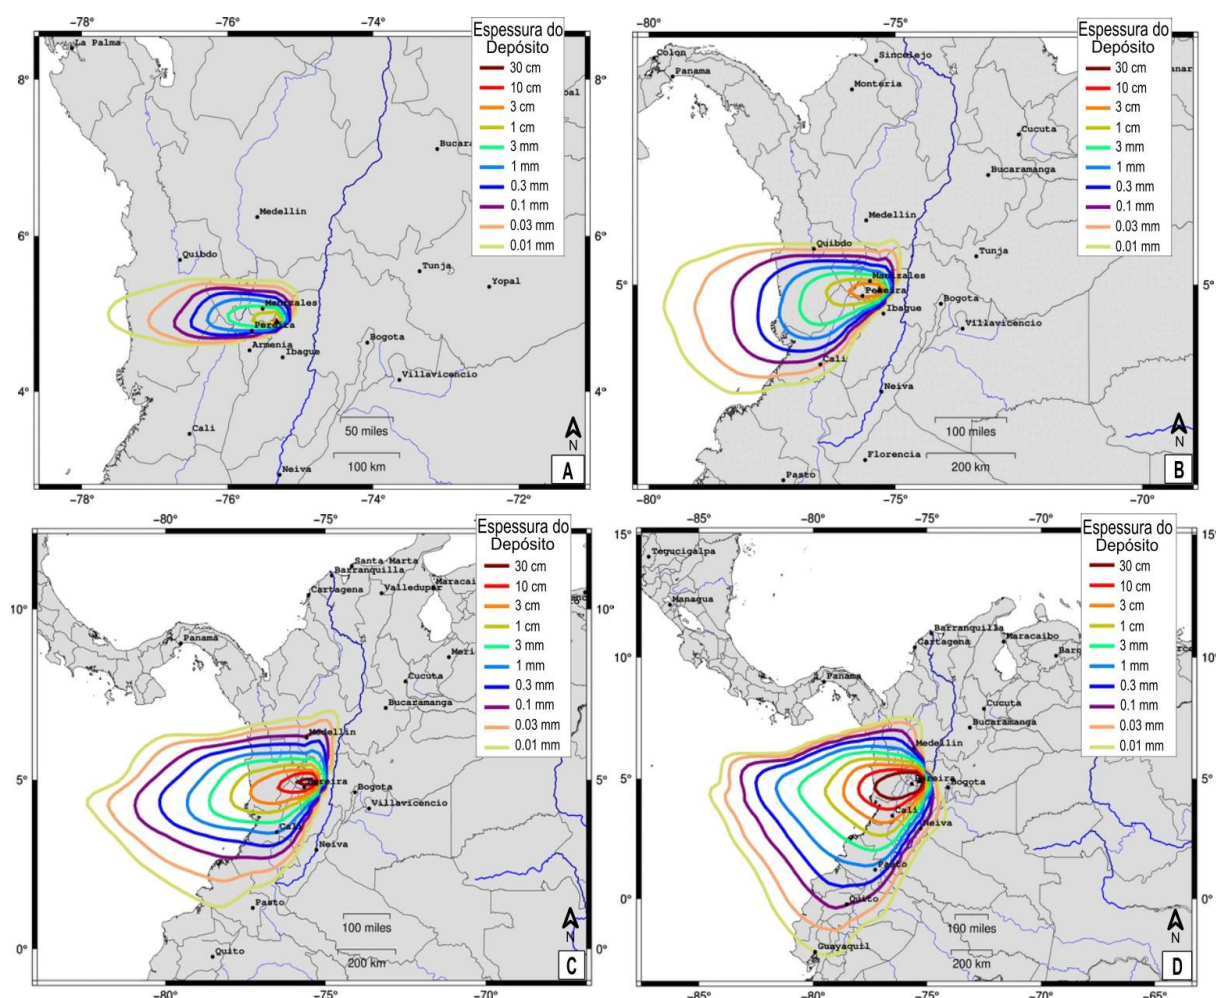 -78° -76° -74°
Espessura do
Depósito
30 cm
10 cm
3 cm
1 cm
3 mm
1 mm
0.3 mm
0.1 mm
0.03 mm
0.01 mm
La Palma
8°
Bucara
Medellin
6°
6°
Quibdo
Tunja
Yopal
Manizales
Pereira
Armenia
Ibague
Bogota
Villavicencio
4°
4°
Cali
50 miles
100 km
Neiva
N
A
-78° -76° -74° -72°
-80° -75°
Espessura do
Depósito
30 cm
10 cm
3 cm
1 cm
3 mm
1 mm
0.3 mm
0.1 mm
0.03 mm
0.01 mm
Colon
Panama
Sincelejo
Monteria
Cucuta
Bucaramanga
Medellin
Quibdo
Tunja
Manizales
5°
5°
Pereira
Bogota
Ibague
Villavicencio
Cali
Neiva
100 miles
200 km
Florencia
Pasto
N
B
-80° -75° -70°
-80° -75°
Espessura do
Depósito
30 cm
10 cm
3 cm
1 cm
3 mm
1 mm
0.3 mm
0.1 mm
0.03 mm
0.01 mm
Santa Marta
Barranquilla
Cartagena
Valledupar
Maracai
10°
10°
Panama
Meri
Cucuta
Bucaramanga
Medellin
5°
5°
Pereira
Bogota
Villavicencio
Cali
Neiva
Pasto
100 miles
200 km
Quito
0°
0°
N
C
-80° -75° -70°
-85° -80° -75°
15°
15°
Espessura do
Depósito
30 cm
10 cm
3 cm
1 cm
3 mm
1 mm
0.3 mm
0.1 mm
0.03 mm
0.01 mm
Tegucigalpa
Managua
Barranquilla
Cartagena
Maracaibo
Barq
10°
10°
Panama
Cucuta
Bucaramanga
Medellin
5°
5°
Pereira
Bogota
Cali
Neiva
Pasto
Quito
0°
0°
Guayaquil
100 miles
200 km
N
D
-85° -80° -75° -70° -65°